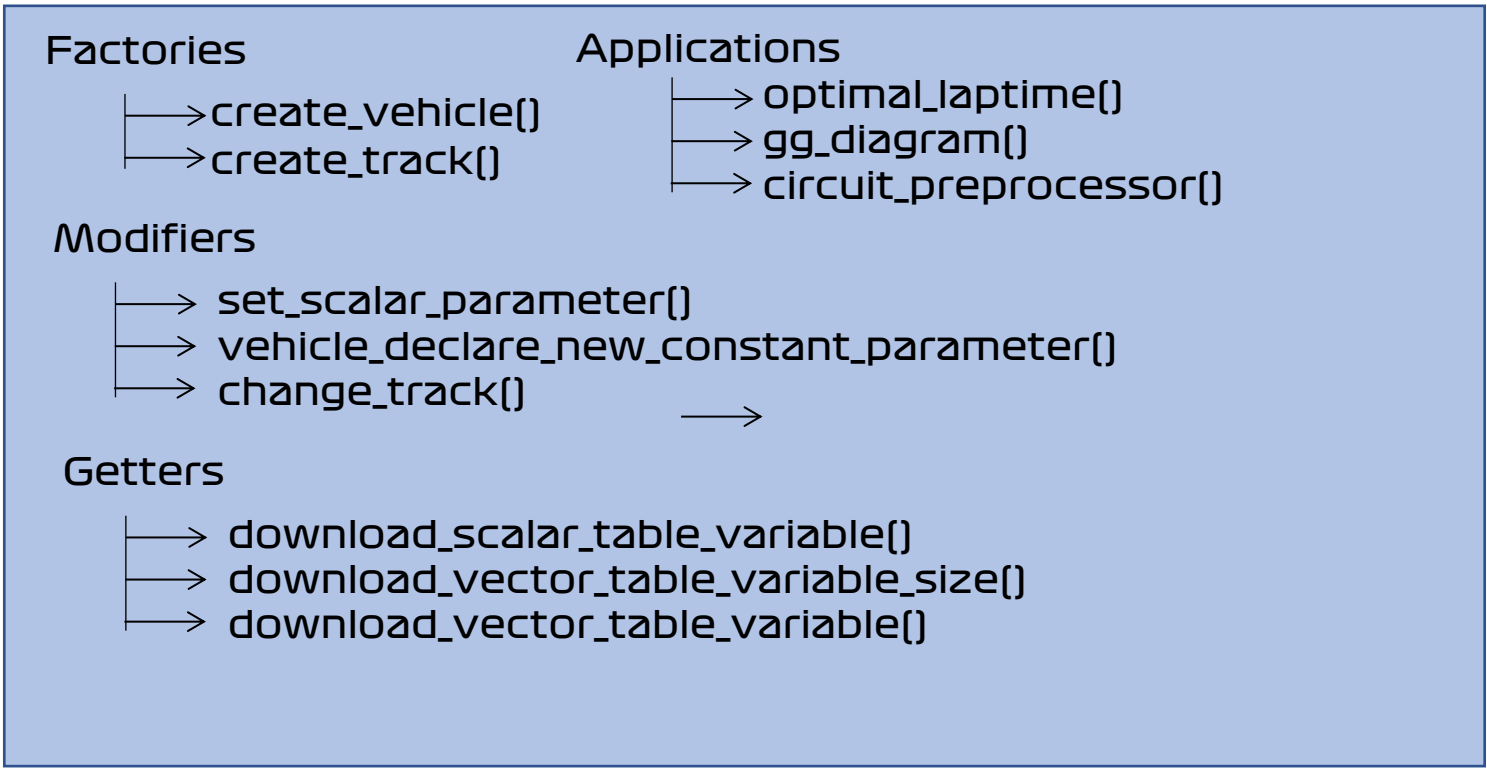 Factories
create_vehicle()
create_track()
Applications
optimal_laptime()
gg_diagram()
circuit_preprocessor()
Modifiers
set_scalar_parameter()
vehicle_declare_new_constant_parameter()
change_track()
Getters
download_scalar_table_variable()
download_vector_table_variable_size()
download_vector_table_variable()